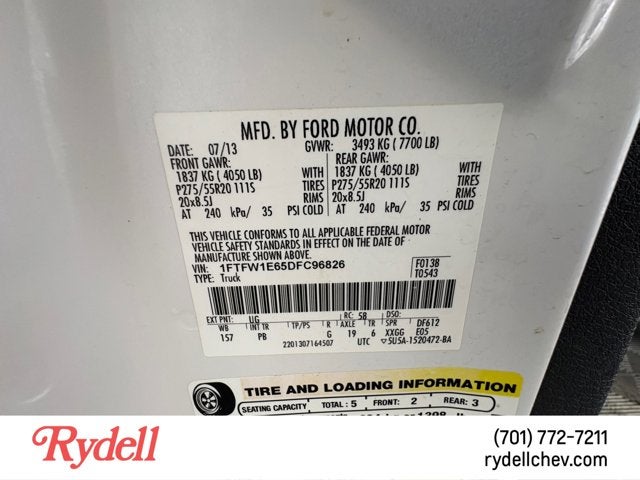 MFD. BY FORD MOTOR CO.
DATE: 07/13 GVWR: 3493 KG ( 7700 LB)
FRONT GAWR: REAR GAWR:
1837 KG ( 4050 LB) WITH 1837 KG ( 4050 LB) WITH
P275/55R20 111S TIRES P275/55R20 111S TIRES
20x8.5J RIMS 20x8.5J RIMS
AT 240 kPa/ 35 PSI COLD AT 240 kPa/ 35 PSI COLD
THIS VEHICLE CONFORMS TO ALL APPLICABLE FEDERAL MOTOR
VEHICLE SAFETY AND THEFT PREVENTION STANDARDS IN EFFECT ON THE DATE OF
MANUFACTURE SHOWN ABOVE.
VIN: 1FTFW1E65DFC96826 F0138
TYPE: Truck T0543
EXT PNT: UG RC: 58 DF612
WB INT TR TP/PS R AXLE TR SPR E05
157 PB G 19 6 XXGG
2201307164507 UTC ▽5U5A-1520472-BA
TIRE AND LOADING INFORMATION
SEATING CAPACITY TOTAL: 5 FRONT: 2 REAR: 3
Rydell
(701) 772-7211
rydellchev.com